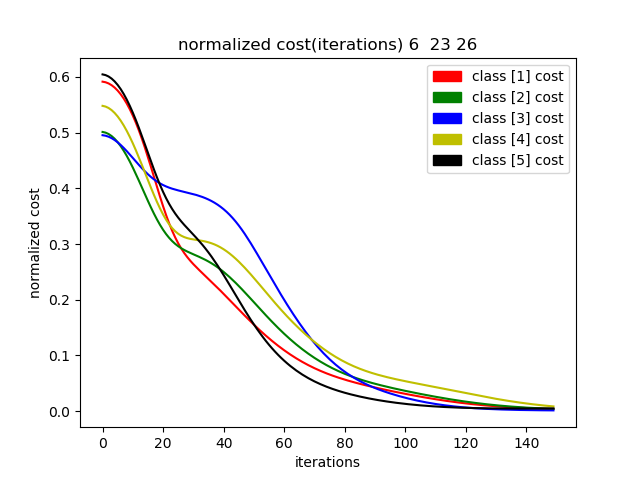 normalized cost(iterations) 6  23 26
class [1] cost
class [2] cost
class [3] cost
class [4] cost
class [5] cost
normalized cost
0.6
0.5
0.4
0.3
0.2
0.1
0.0
0 20 40 60 80 100 120 140
iterations